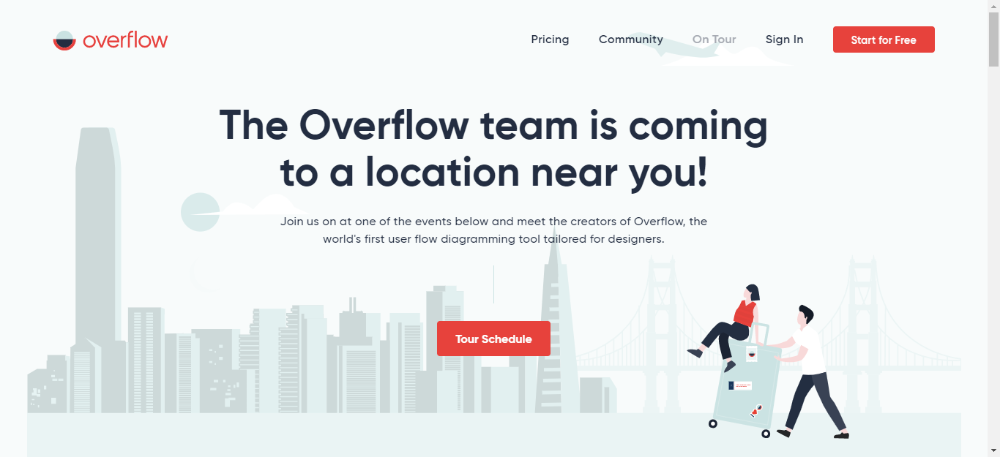 overflow
Pricing Community On Tour Sign In Start for Free
The Overflow team is coming
to a location near you!
Join us on at one of the events below and meet the creators of Overflow, the
world's first user flow diagramming tool tailored for designers.
Tour Schedule